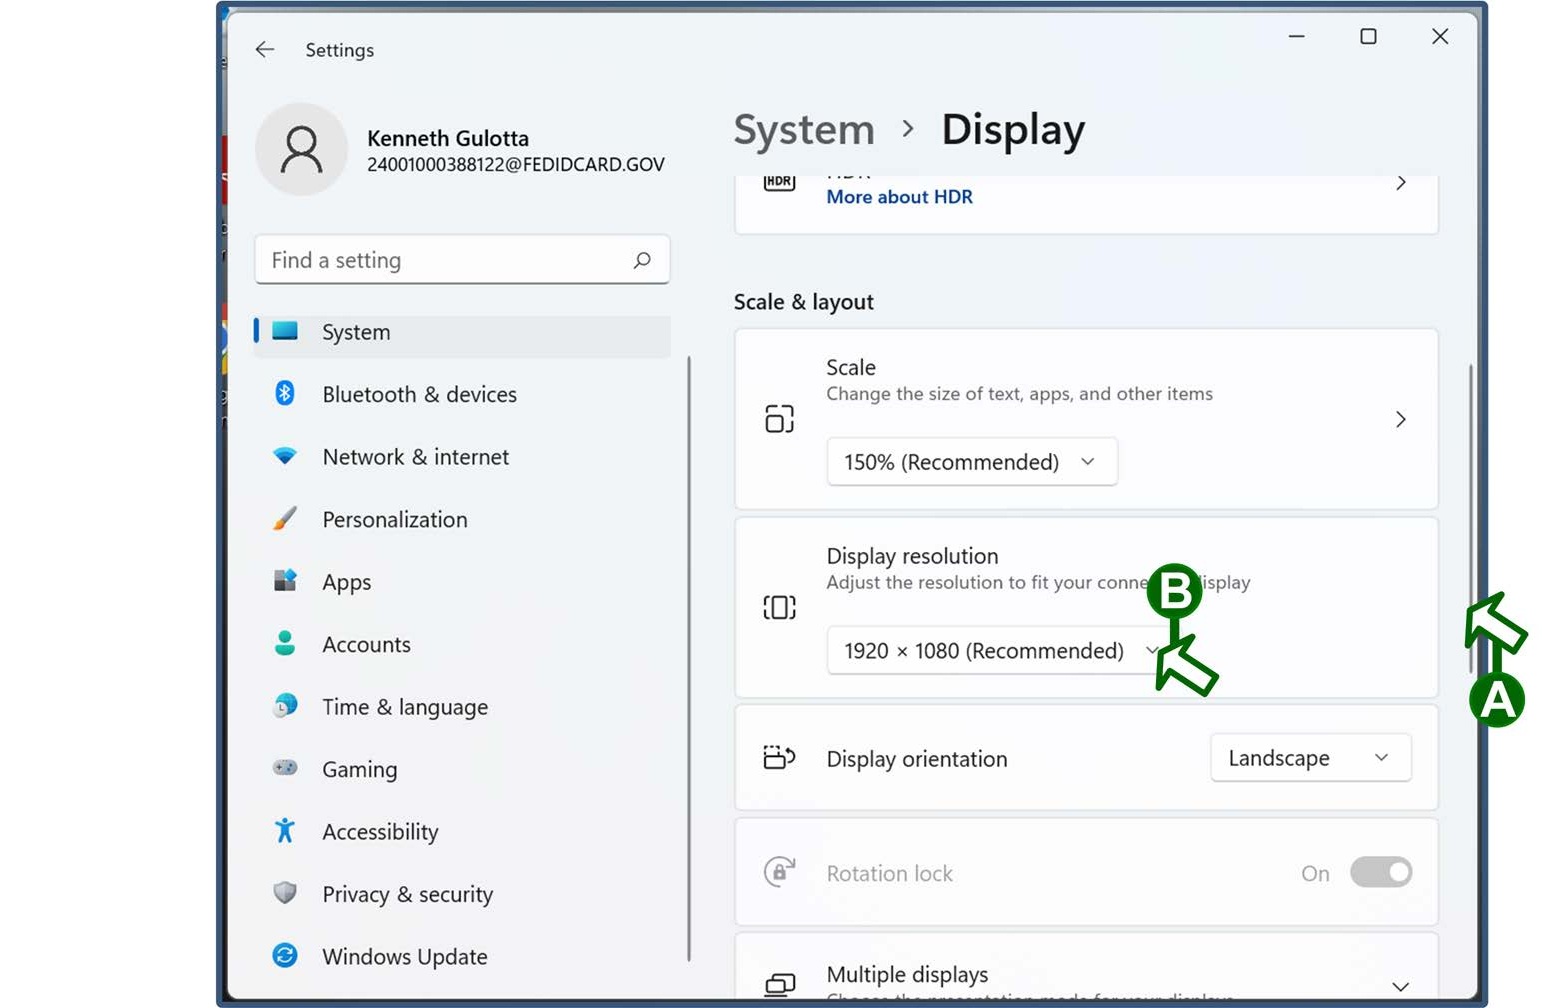 Settings
Kenneth Gulotta
24001000388122@FEDIDCARD.GOV
Find a setting
System
Bluetooth & devices
Network & internet
Personalization
Apps
Accounts
Time & language
Gaming
Accessibility
Privacy & security
Windows Update
System > Display
HDR
HDR
More about HDR
Scale & layout
Scale
Change the size of text, apps, and other items
150% (Recommended)
Display resolution
Adjust the resolution to fit your conne isplay
B
1920 × 1080 (Recommended)
A
Display orientation
Landscape
Rotation lock
On
Multiple displays